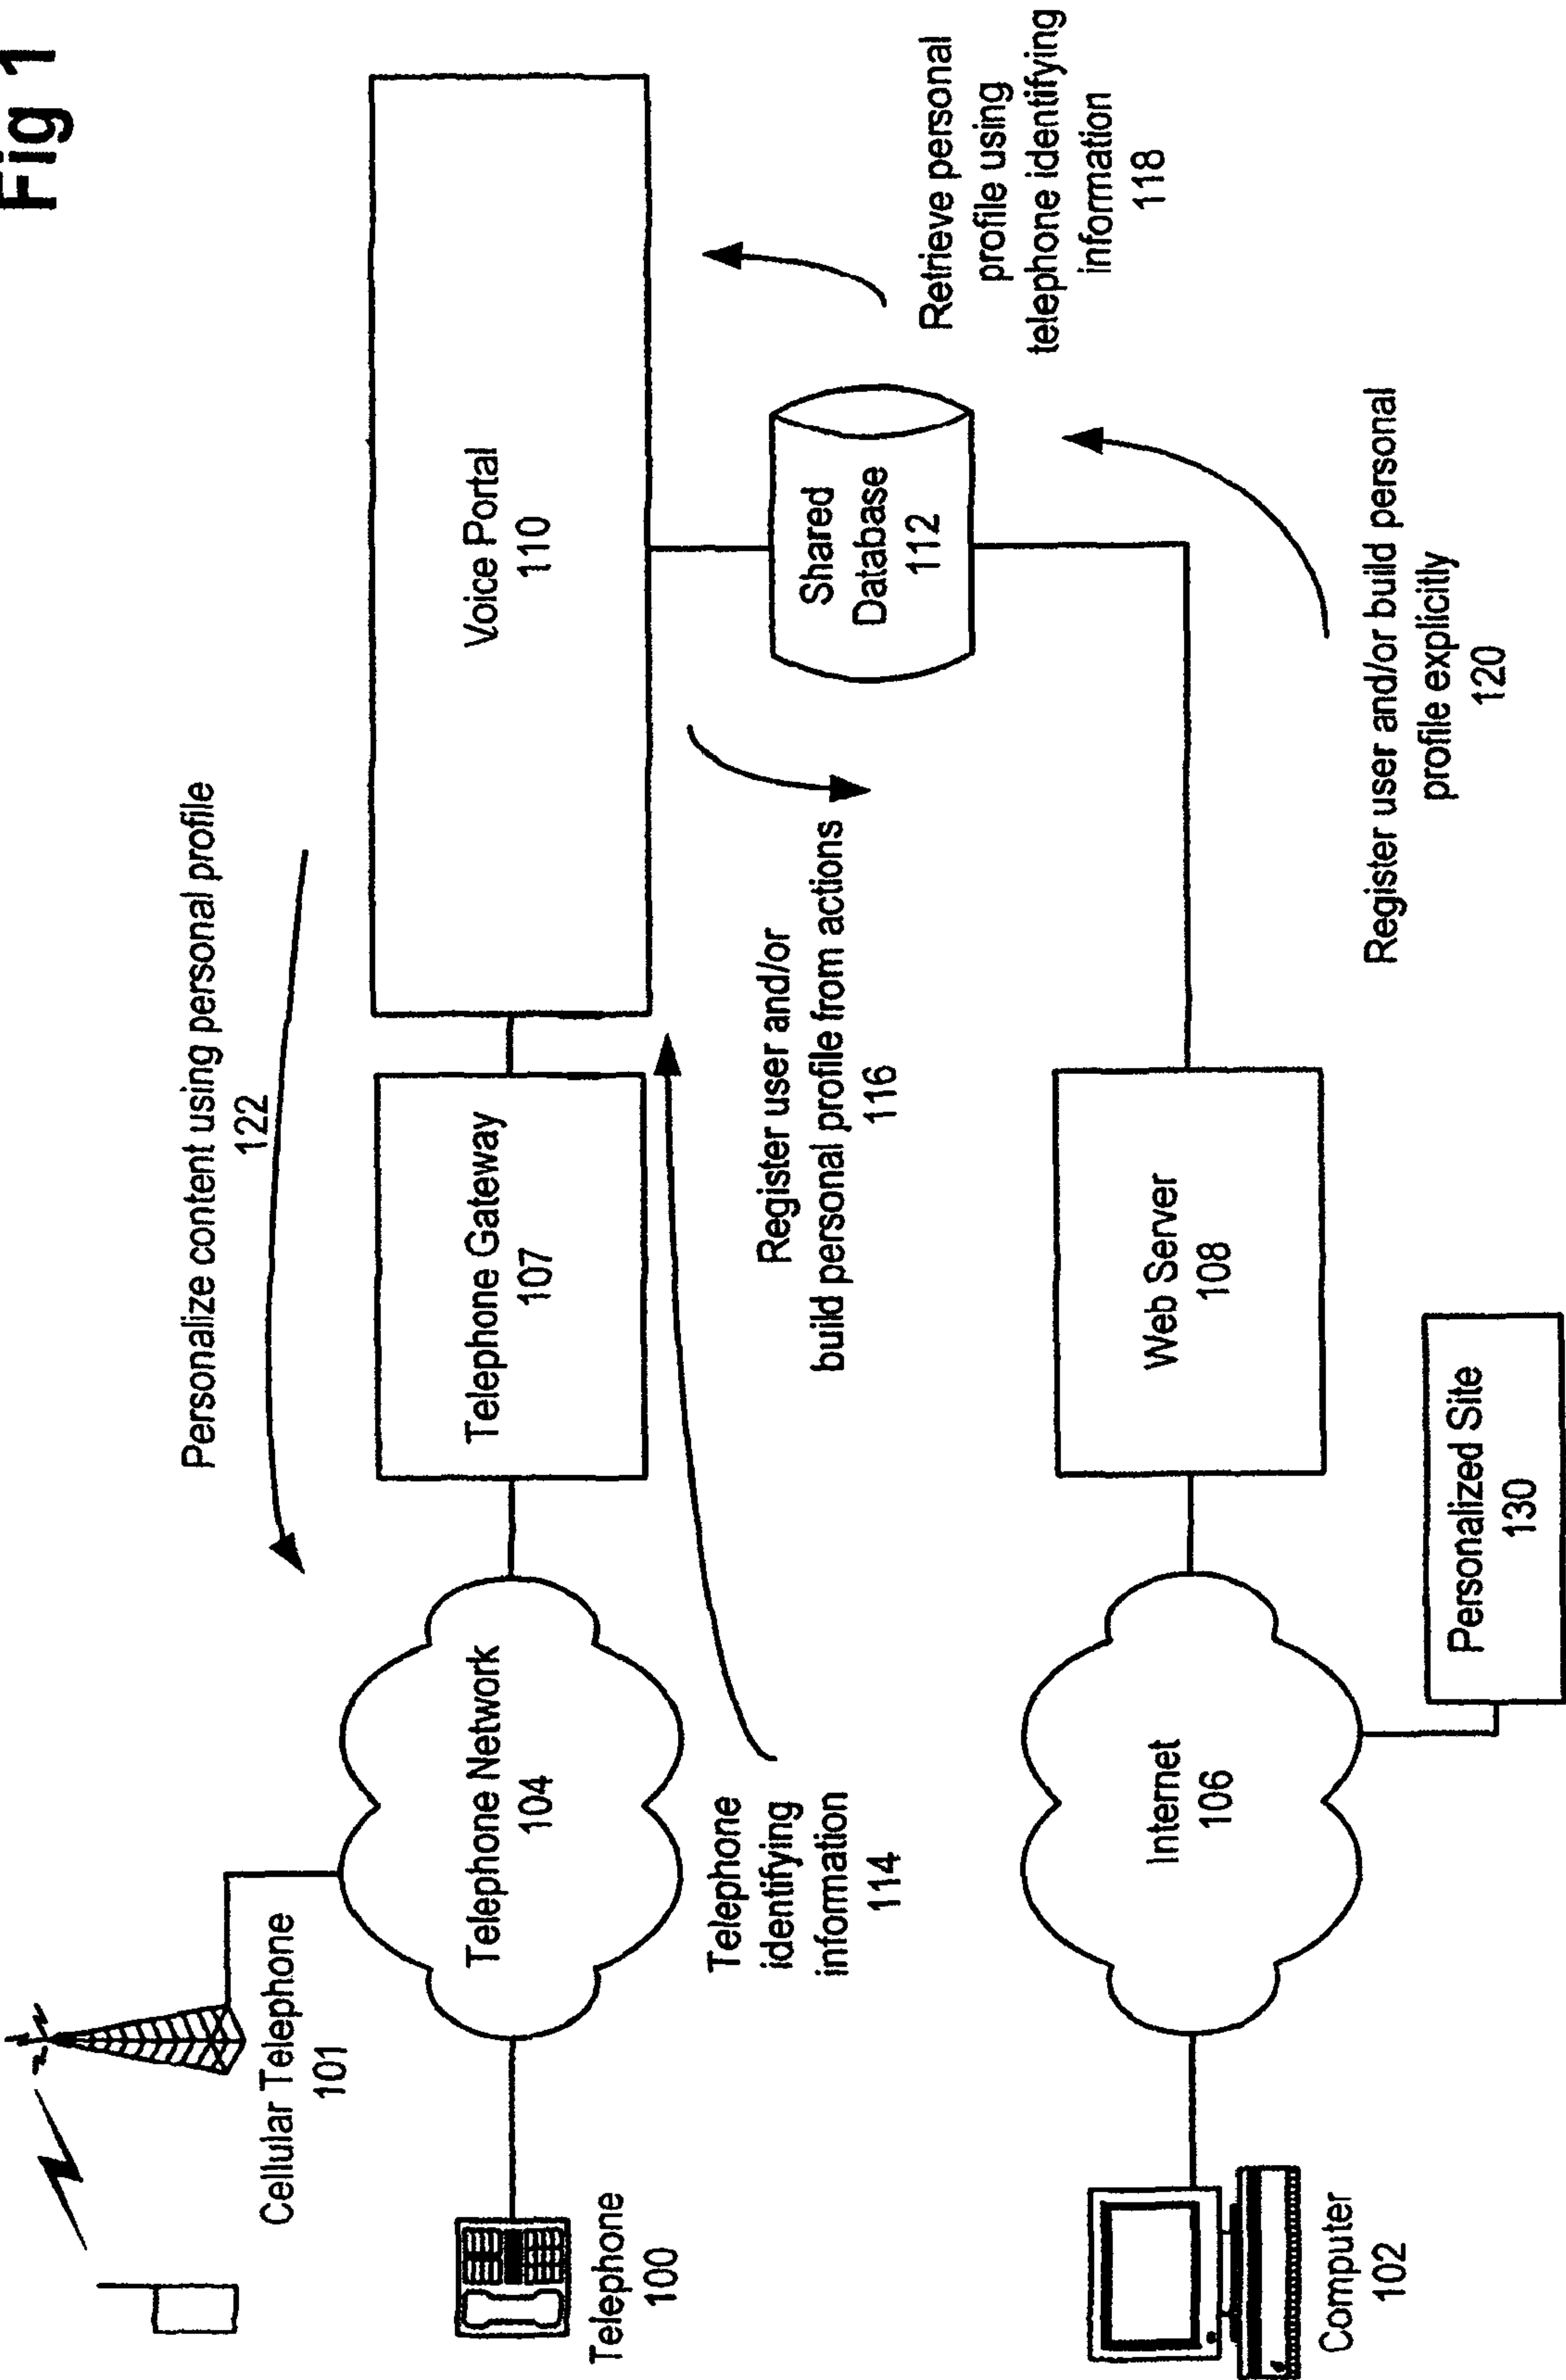 Fig 1
Personalize content using personal profile
122
Cellular Telephone
101
Telephone
100
Telephone Network
104
Telephone Gateway
107
Voice Portal
110
Telephone
identifying
information
114
Register user and/or
build personal profile from actions
116
Shared
Database
112
Retrieve personal
profile using
telephone identifying
information
118
Computer
102
Internet
106
Web Server
108
Personalized Site
130
Register user and/or build personal
profile explicitly
120